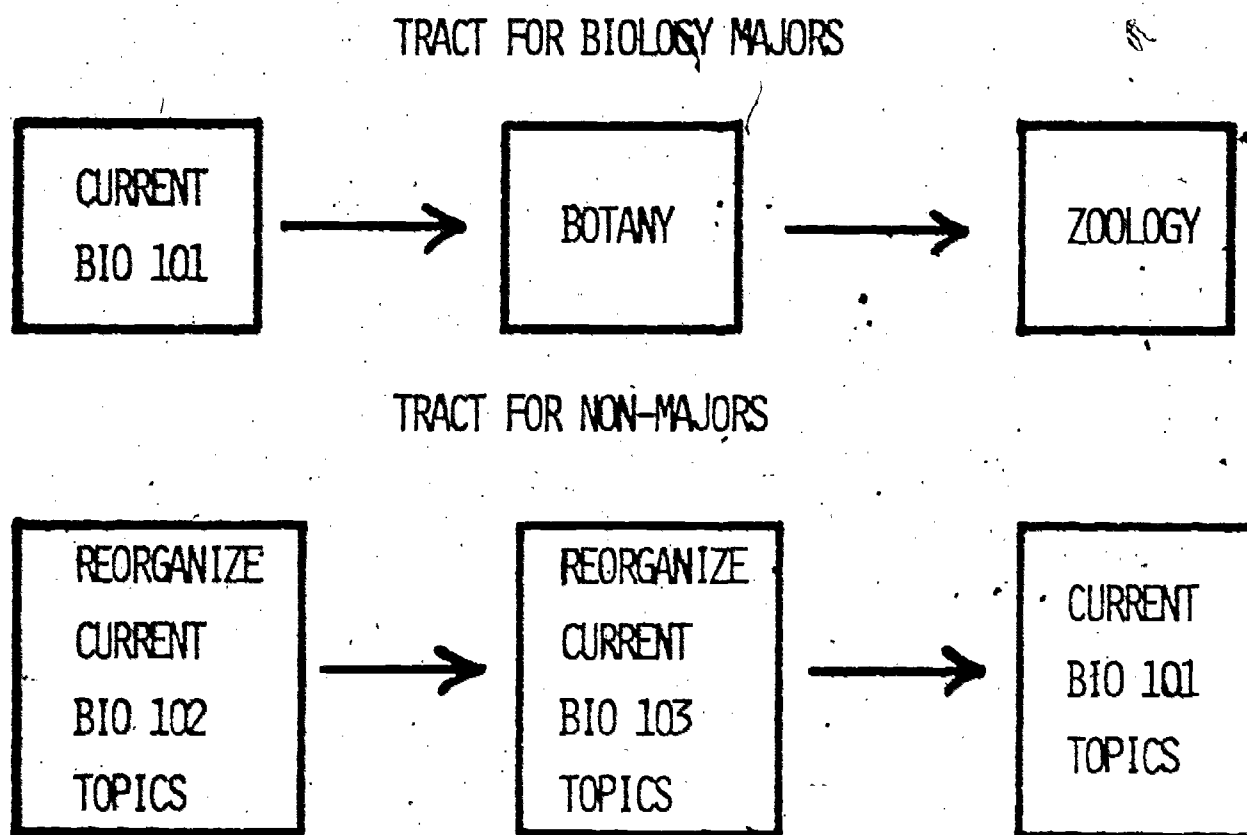 TRACT FOR BIOLOGY MAJORS
CURRENT
BIO 101
BOTANY
ZOOLOGY
TRACT FOR NON-MAJORS
REORGANIZE
CURRENT
BIO 102
TOPICS
REORGANIZE
CURRENT
BIO 103
TOPICS
CURRENT
BIO 101
TOPICS